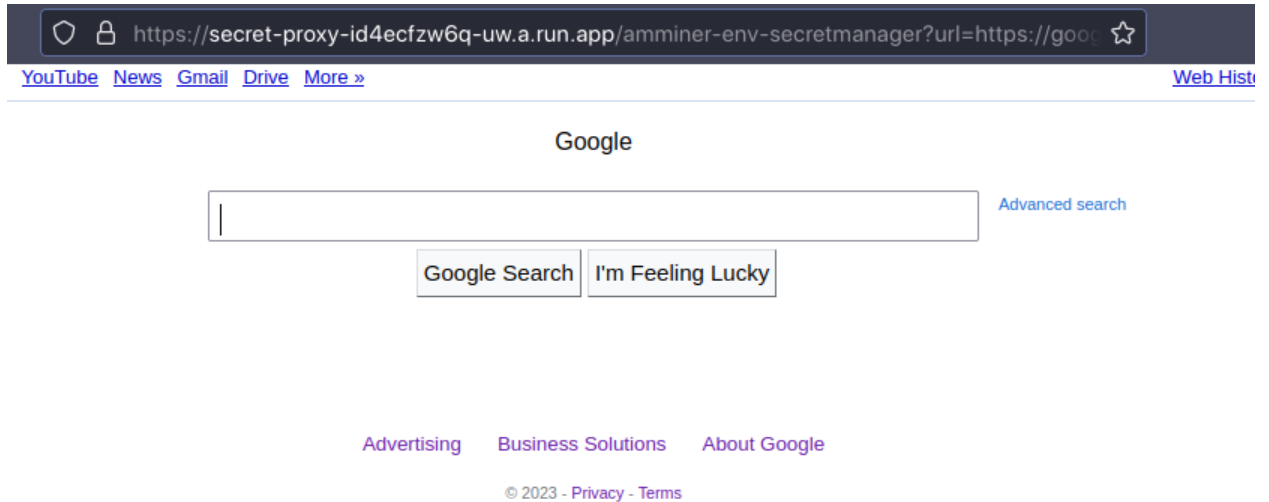 https://secret-proxy-id4ecfzw6q-uw.a.run.app/amminer-env-secretmanager?url=https://goog
YouTube News Gmail Drive More » Web Histo
Google
Advanced search
Google Search I'm Feeling Lucky
Advertising Business Solutions About Google
© 2023 - Privacy - Terms